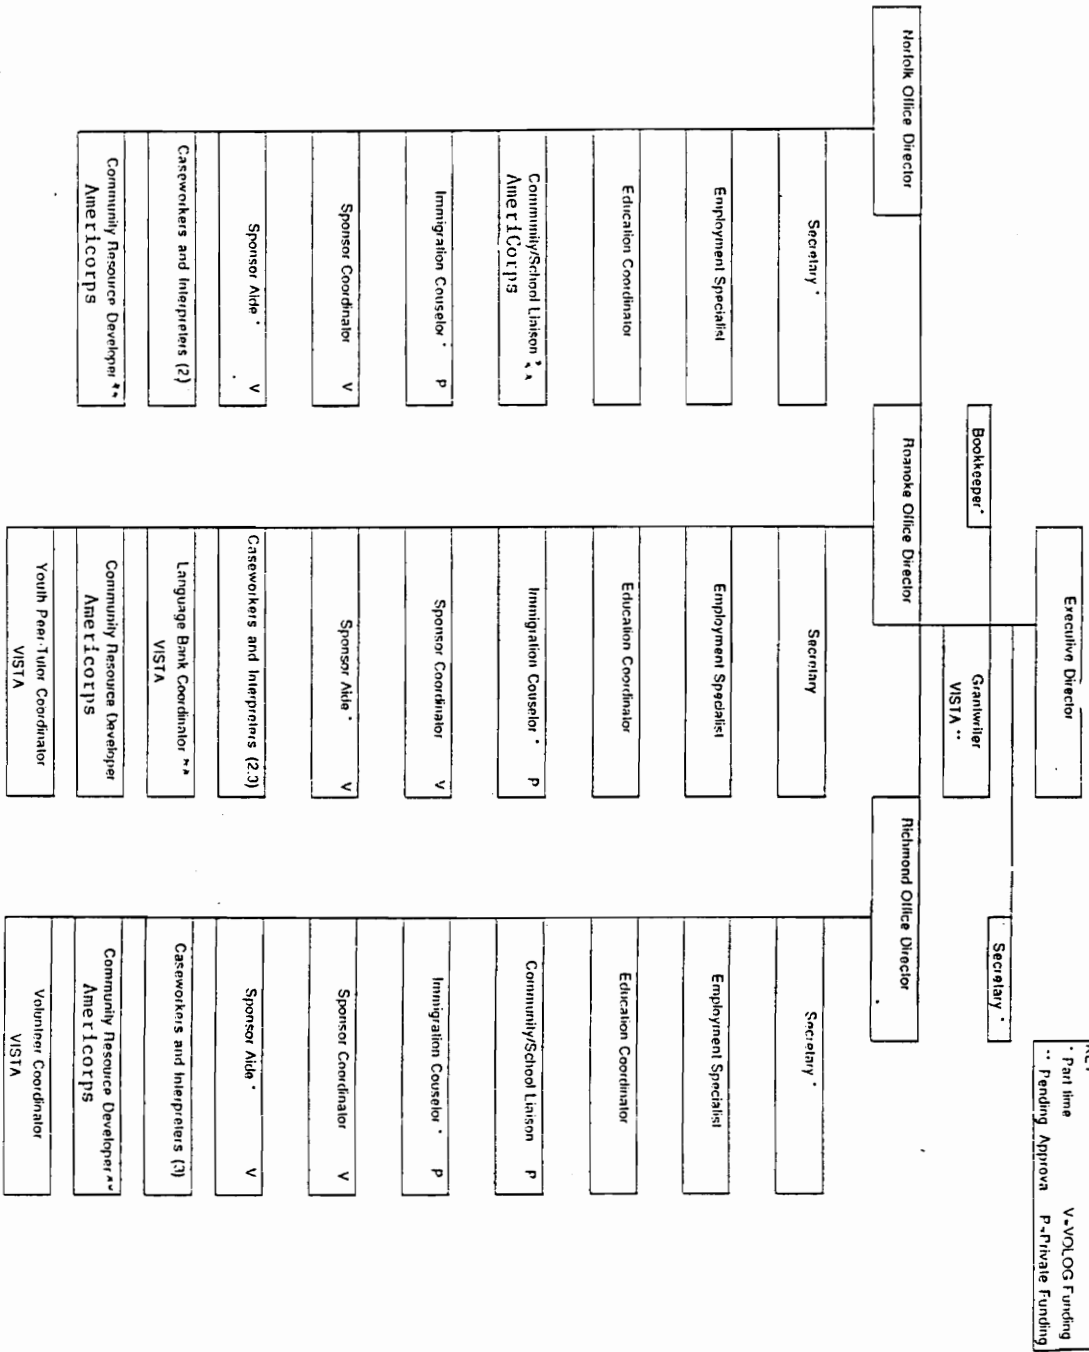 Executive Director
KEY
* Part time V=VOLOG Funding
** Pending Approva P=Private Funding
Bookkeeper*
Grantwriter
VISTA **
Secretary *
Norfolk Office Director
Secretary *
Employment Specialist
Education Coordinator
Community/School Liaison **
AmeriCorps
Immigration Couselor * P
Sponsor Coordinator V
Sponsor Aide * V
Caseworkers and Interpreters (2)
Community Resource Developer **
Americorps
Roanoke Office Director
Secretary
Employment Specialist
Education Coordinator
Immigration Couselor * P
Sponsor Coordinator V
Sponsor Aide * V
Caseworkers and Interpreters (2.3)
Language Bank Coordinator **
VISTA
Community Resource Developer
Americorps
Youth Peer-Tutor Coordinator
VISTA
Richmond Office Director
Secretary *
Employment Specialist
Education Coordinator
Community/School Liaison P
Immigration Couselor * P
Sponsor Coordinator V
Sponsor Aide * V
Caseworkers and Interpreters (3)
Community Resource Developer **
Americorps
Volunteer Coordinator
VISTA